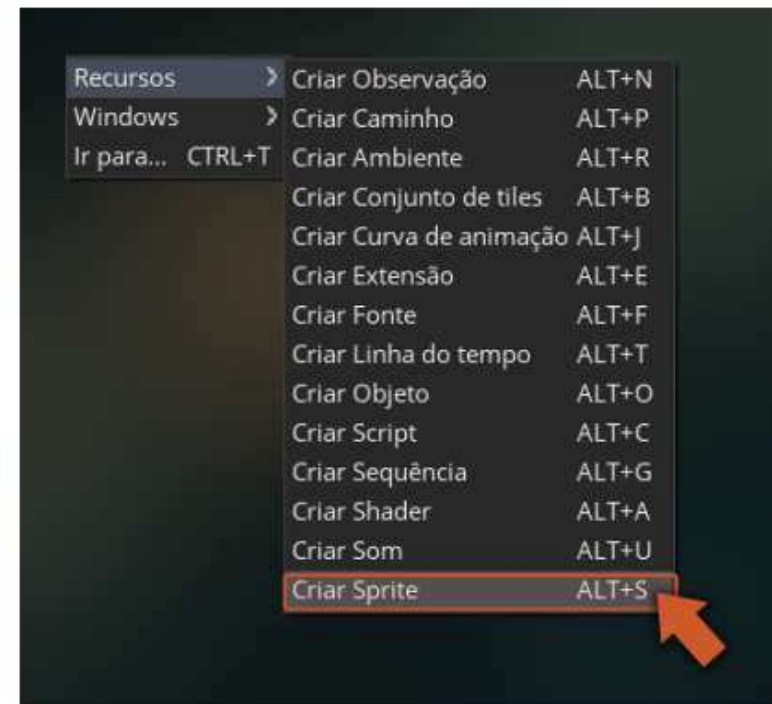 Recursos
Windows
Ir para... CTRL+T
Criar Observação ALT+N
Criar Caminho ALT+P
Criar Ambiente ALT+R
Criar Conjunto de tiles ALT+B
Criar Curva de animação ALT+J
Criar Extensão ALT+E
Criar Fonte ALT+F
Criar Linha do tempo ALT+T
Criar Objeto ALT+O
Criar Script ALT+C
Criar Sequência ALT+G
Criar Shader ALT+A
Criar Som ALT+U
Criar Sprite ALT+S